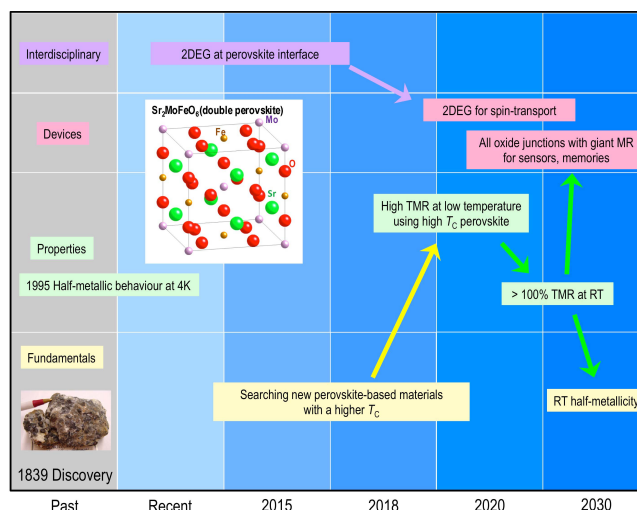 Interdisciplinary
2DEG at perovskite interface
Sr2MoFeO6(double perovskite)
Mo
Fe
O
Sr
Devices
2DEG for spin-transport
All oxide junctions with giant MR
for sensors, memories
High TMR at low temperature
using high TC perovskite
Properties
1995 Half-metallic behaviour at 4K
> 100% TMR at RT
Fundamentals
Searching new perovskite-based materials
with a higher TC
RT half-metallicity
1839 Discovery
Past Recent 2015 2018 2020 2030